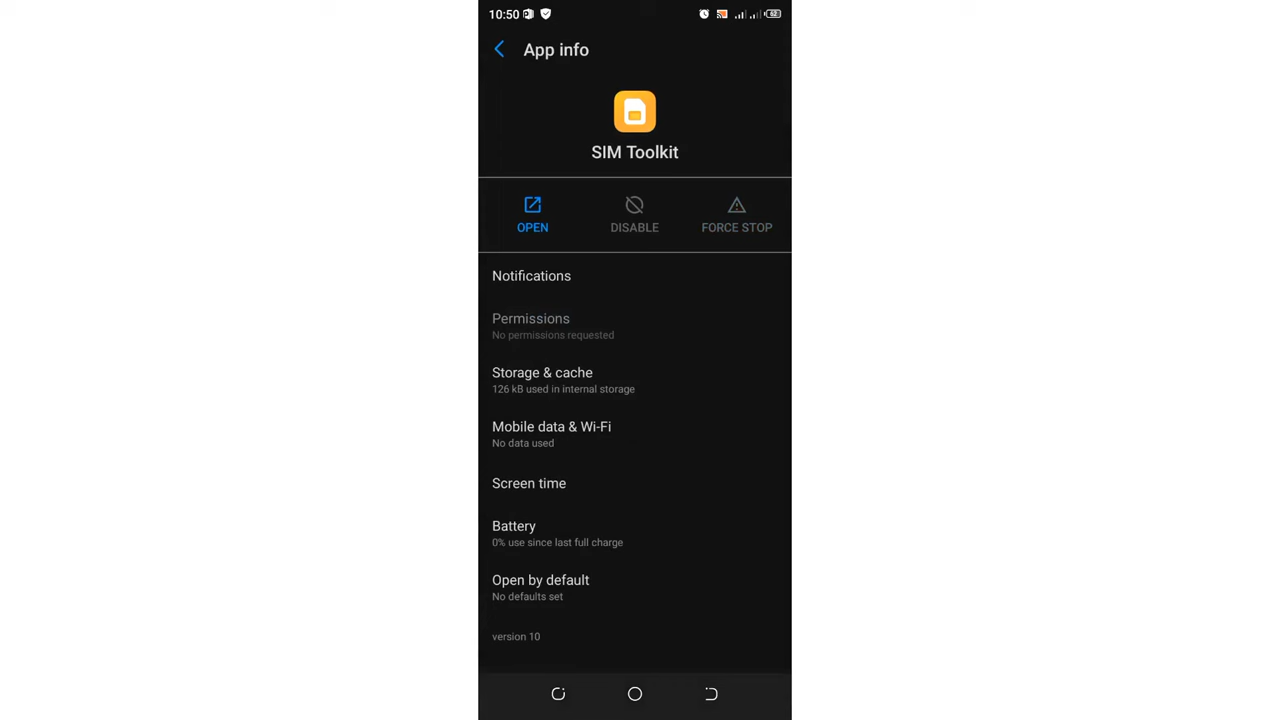 10:50
62
App info
SIM Toolkit
OPEN
DISABLE
FORCE STOP
Notifications
Permissions
No permissions requested
Storage & cache
126 kB used in internal storage
Mobile data & Wi-Fi
No data used
Screen time
Battery
0% use since last full charge
Open by default
No defaults set
version 10